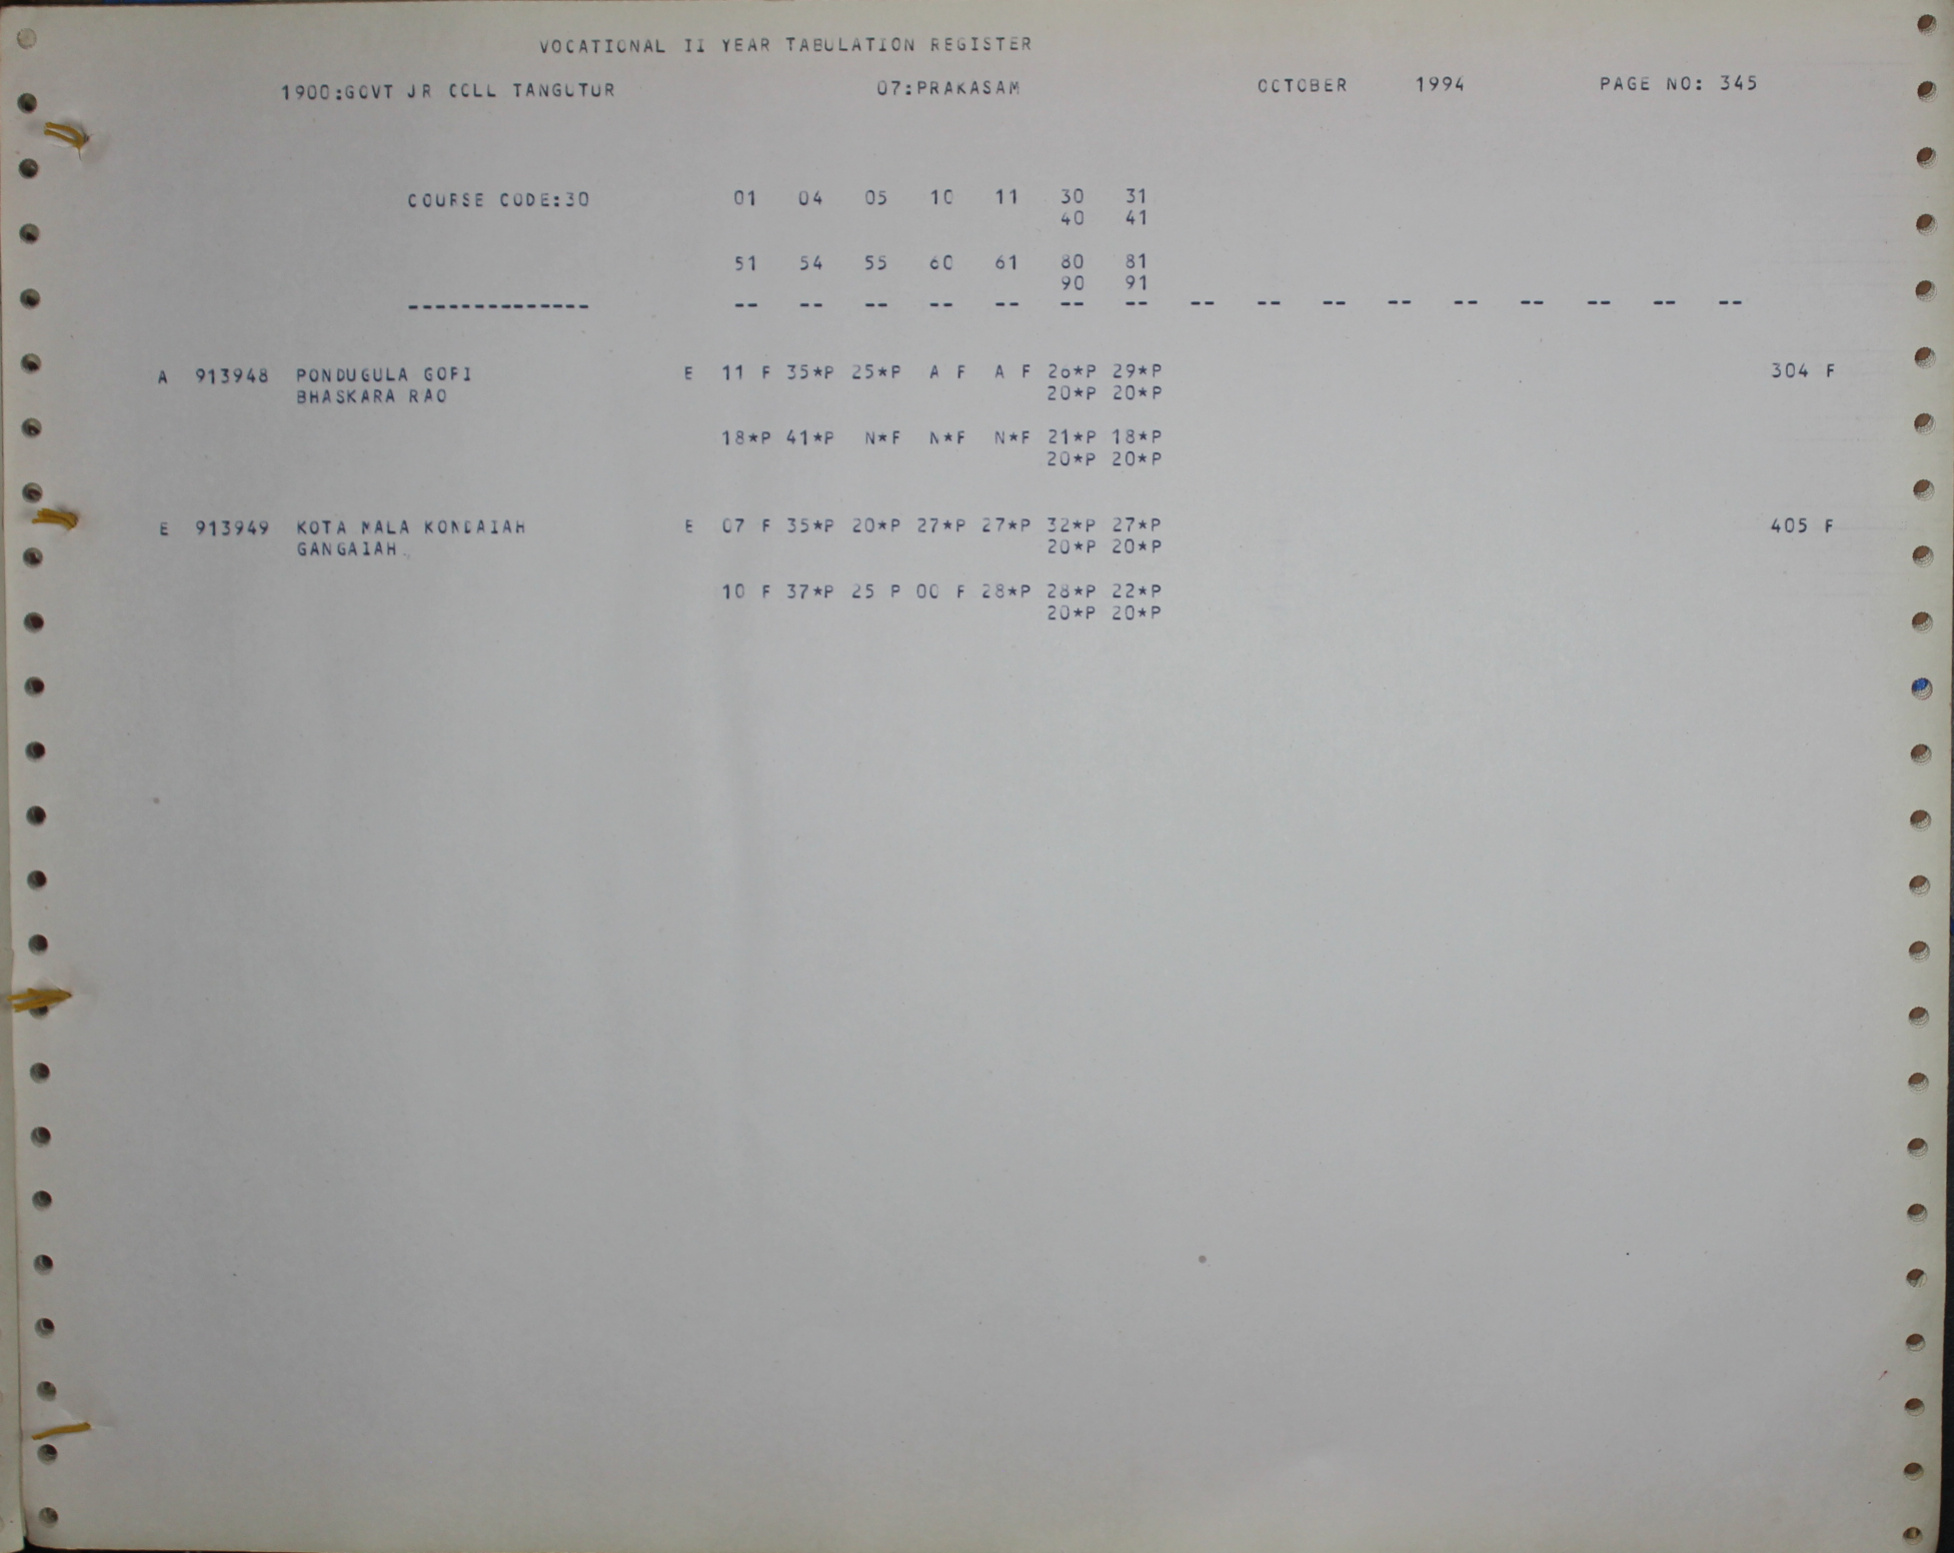 VOCATIONAL II YEAR TABULATION REGISTER
1900:GOVT JR COLL TANGUTUR 07:PRAKASAM OCTOBER 1994 PAGE NO: 345
COURSE CODE:30 01 04 05 10 11 30 31
40 41
51 54 55 60 61 80 81
90 91
-------------- -- -- -- -- -- -- -- -- -- -- -- -- -- -- -- --
A 913948 PONDUGULA GOPI E 11 F 35*P 25*P A F A F 26*P 29*P 304 F
BHASKARA RAO 20*P 20*P
18*P 41*P N*F N*F N*F 21*P 18*P
20*P 20*P
E 913949 KOTA MALA KONDAIAH E 07 F 35*P 20*P 27*P 27*P 32*P 27*P 405 F
GANGAIAH 20*P 20*P
10 F 37*P 25 P 00 F 28*P 28*P 22*P
20*P 20*P